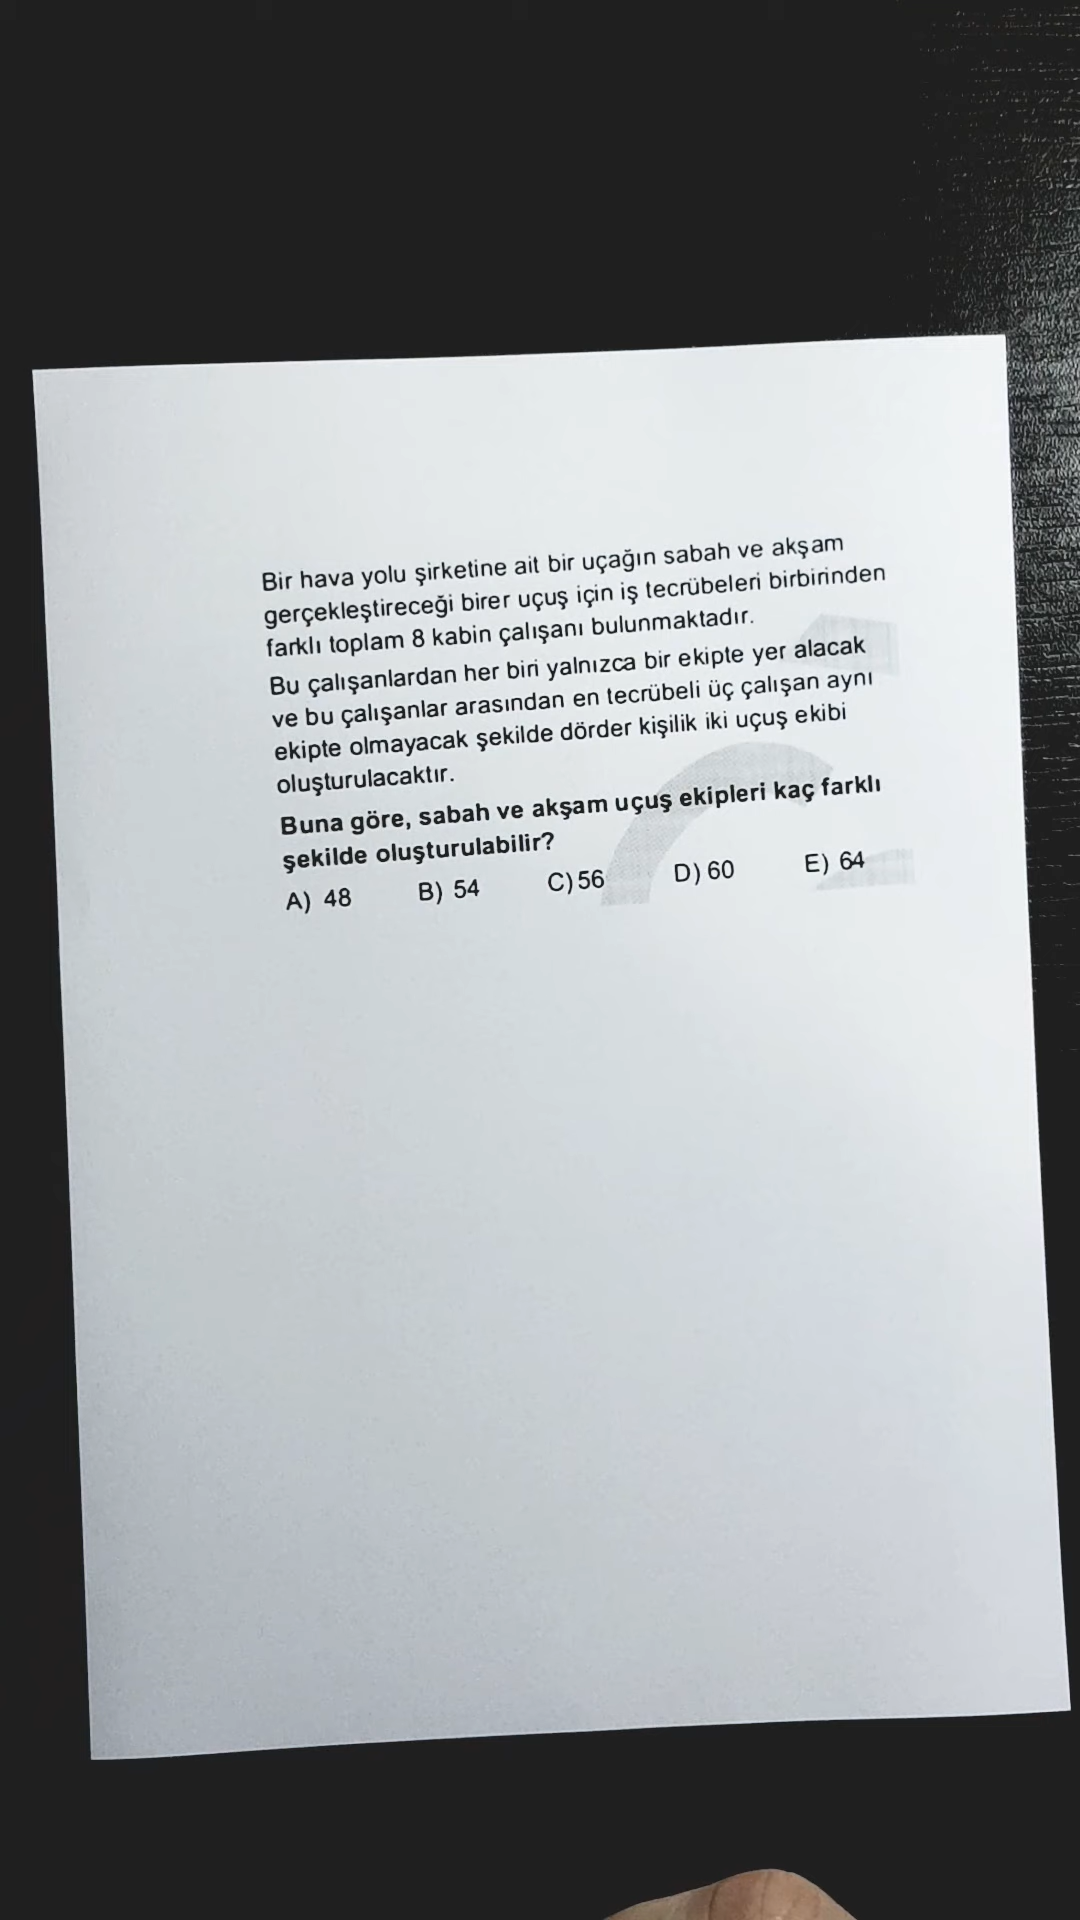 Bir hava yolu şirketine ait bir uçağın sabah ve akşam
gerçekleştireceği birer uçuş için iş tecrübeleri birbirinden
farklı toplam 8 kabin çalışanı bulunmaktadır.
Bu çalışanlardan her biri yalnızca bir ekipte yer alacak
ve bu çalışanlar arasından en tecrübeli üç çalışan aynı
ekipte olmayacak şekilde dörder kişilik iki uçuş ekibi
oluşturulacaktır.
Buna göre, sabah ve akşam uçuş ekipleri kaç farklı
şekilde oluşturulabilir?
A) 48 B) 54 C) 56 D) 60 E) 64